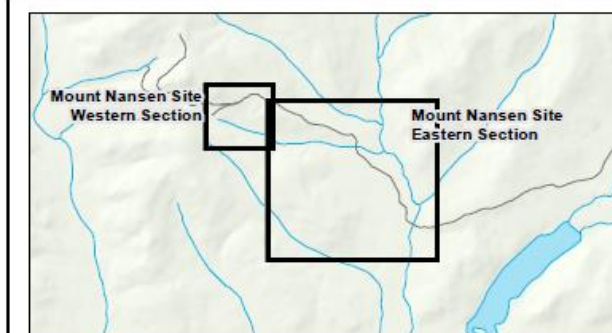 Mount Nansen Site
Western Section
Mount Nansen Site
Eastern Section